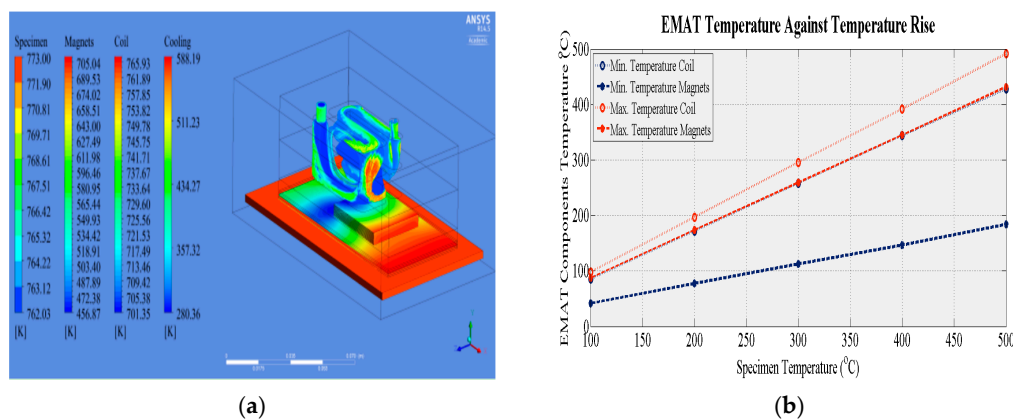 ANSYS
R14.5
Academic
Specimen Magnets Coil Cooling
773.00 705.04 765.93 588.19
771.90 689.53 761.89
770.81 674.02 757.85
769.71 658.51 753.82 511.23
768.61 643.00 749.78
767.51 627.49 745.75
766.42 611.98 741.71
765.32 596.46 737.67 434.27
764.22 580.95 733.64
763.12 565.44 729.60
762.03 549.93 725.56
534.42 721.53 357.32
518.91 717.49
503.40 713.46
487.89 709.42
472.38 705.38
456.87 701.35 280.36
[K] [K] [K] [K]
(a)
EMAT Temperature Against Temperature Rise
EMAT Components Temperature (°C)
500
400
300
200
100
0
Min. Temperature Coil
Min. Temperature Magnets
Max. Temperature Coil
Max. Temperature Magnets
100 150 200 250 300 350 400 450 500
Specimen Temperature (°C)
(b)